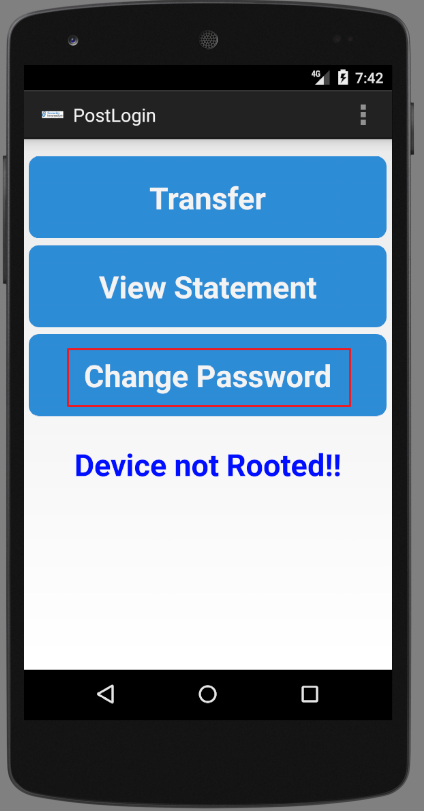 4G 7:42
PostLogin
Transfer
View Statement
Change Password
Device not Rooted!!